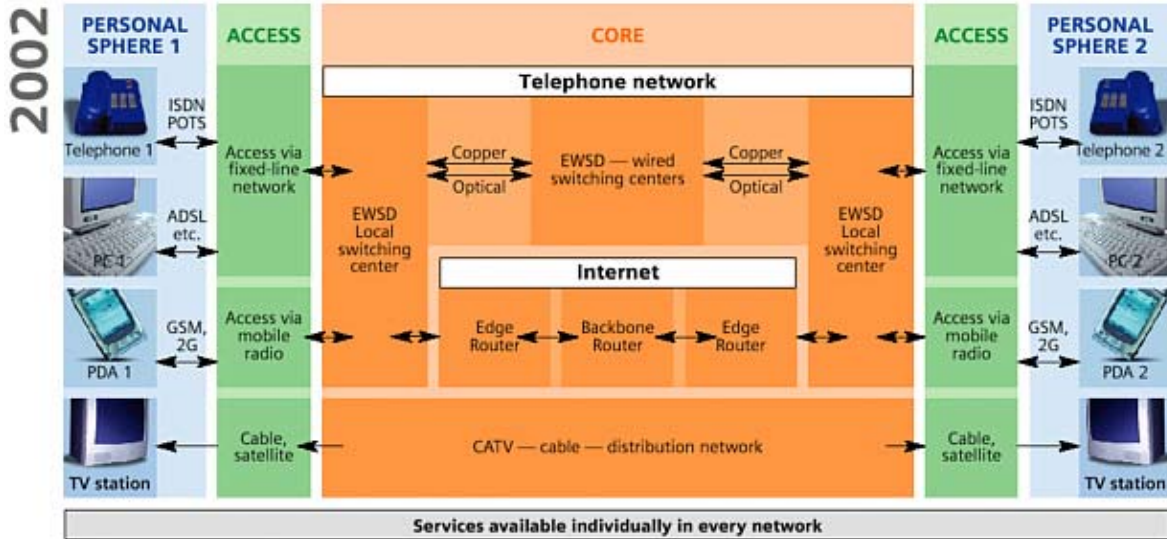 2002
PERSONAL
SPHERE 1
ACCESS
CORE
ACCESS
PERSONAL
SPHERE 2
Telephone network
ISDN
POTS
Telephone 1
Access via
fixed-line
network
ADSL
etc.
PC 1
EWSD
Local
switching
center
Copper
Optical
EWSD — wired
switching centers
Copper
Optical
EWSD
Local
switching
center
Access via
fixed-line
network
ISDN
POTS
Telephone 2
ADSL
etc.
PC 2
Internet
GSM,
2G
PDA 1
Access via
mobile
radio
Edge
Router
Backbone
Router
Edge
Router
Access via
mobile
radio
GSM,
2G
PDA 2
TV station
Cable,
satellite
CATV — cable — distribution network
Cable,
satellite
TV station
Services available individually in every network